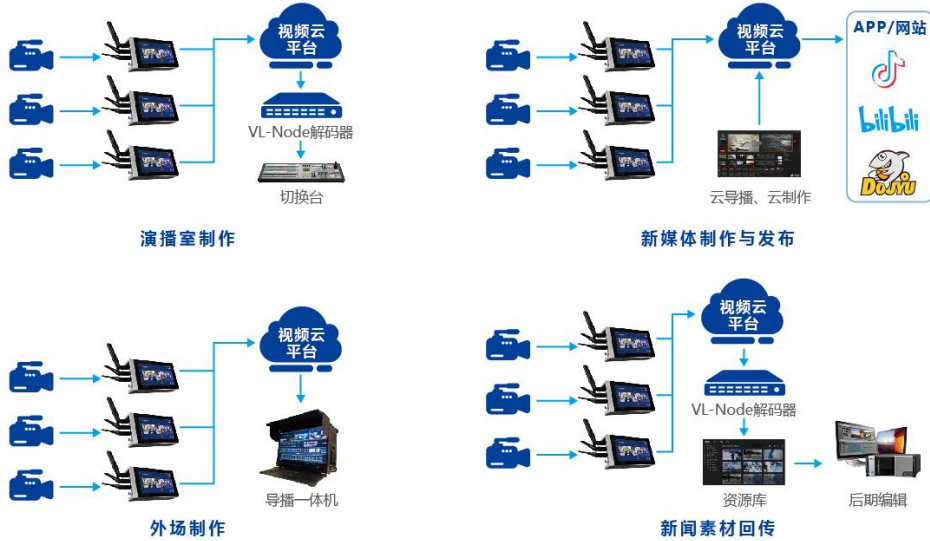 视频云
平台
VL-Node解码器
切换台
演播室制作
视频云
平台
云导播、云制作
APP/网站
bilibili
DOUYU
新媒体制作与发布
视频云
平台
导播一体机
外场制作
视频云
平台
VL-Node解码器
资源库
后期编辑
新闻素材回传